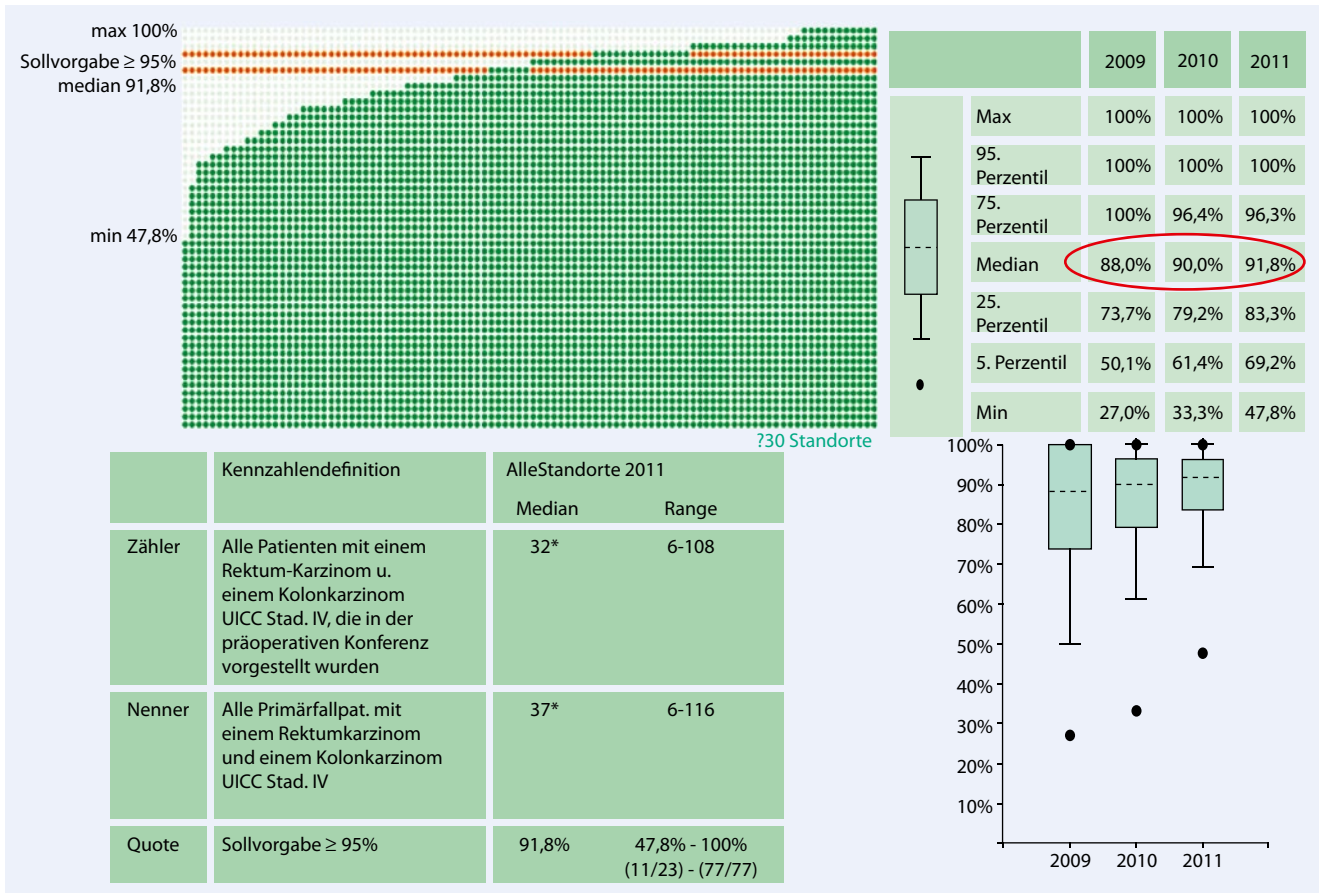 max 100%
Sollvorgabe ≥ 95%
median 91,8%
min 47,8%
?30 Standorte
2009 2010 2011
Max 100% 100% 100%
95.
Perzentil 100% 100% 100%
75.
Perzentil 100% 96,4% 96,3%
Median 88,0% 90,0% 91,8%
25.
Perzentil 73,7% 79,2% 83,3%
5. Perzentil 50,1% 61,4% 69,2%
Min 27,0% 33,3% 47,8%
Kennzahlendefinition AlleStandorte 2011
Median Range
Zähler Alle Patienten mit einem 32* 6-108
Rektum-Karzinom u.
einem Kolonkarzinom
UICC Stad. IV, die in der
präoperativen Konferenz
vorgestellt wurden
Nenner Alle Primärfallpat. mit 37* 6-116
einem Rektumkarzinom
und einem Kolonkarzinom
UICC Stad. IV
Quote Sollvorgabe ≥ 95% 91,8% 47,8% - 100%
(11/23) - (77/77)
100%
90%
80%
70%
60%
50%
40%
30%
20%
10%
2009 2010 2011